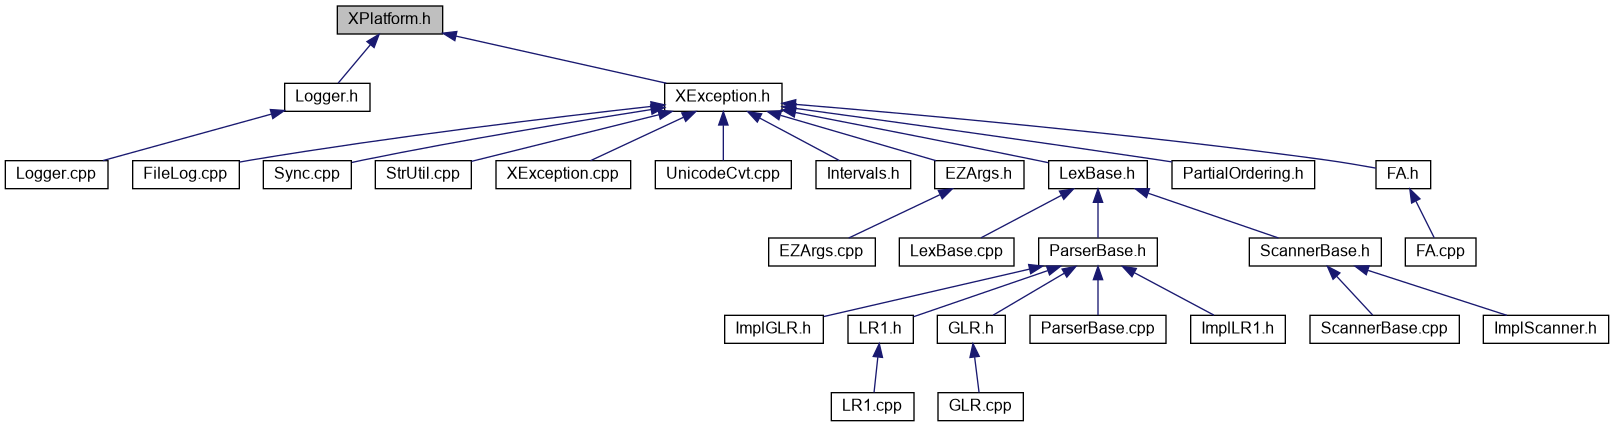 XPlatform.h
Logger.h
XException.h
Logger.cpp
FileLog.cpp
Sync.cpp
StrUtil.cpp
XException.cpp
UnicodeCvt.cpp
Intervals.h
EZArgs.h
LexBase.h
PartialOrdering.h
FA.h
EZArgs.cpp
LexBase.cpp
ParserBase.h
ScannerBase.h
FA.cpp
ImplGLR.h
LR1.h
GLR.h
ParserBase.cpp
ImplLR1.h
ScannerBase.cpp
ImplScanner.h
LR1.cpp
GLR.cpp